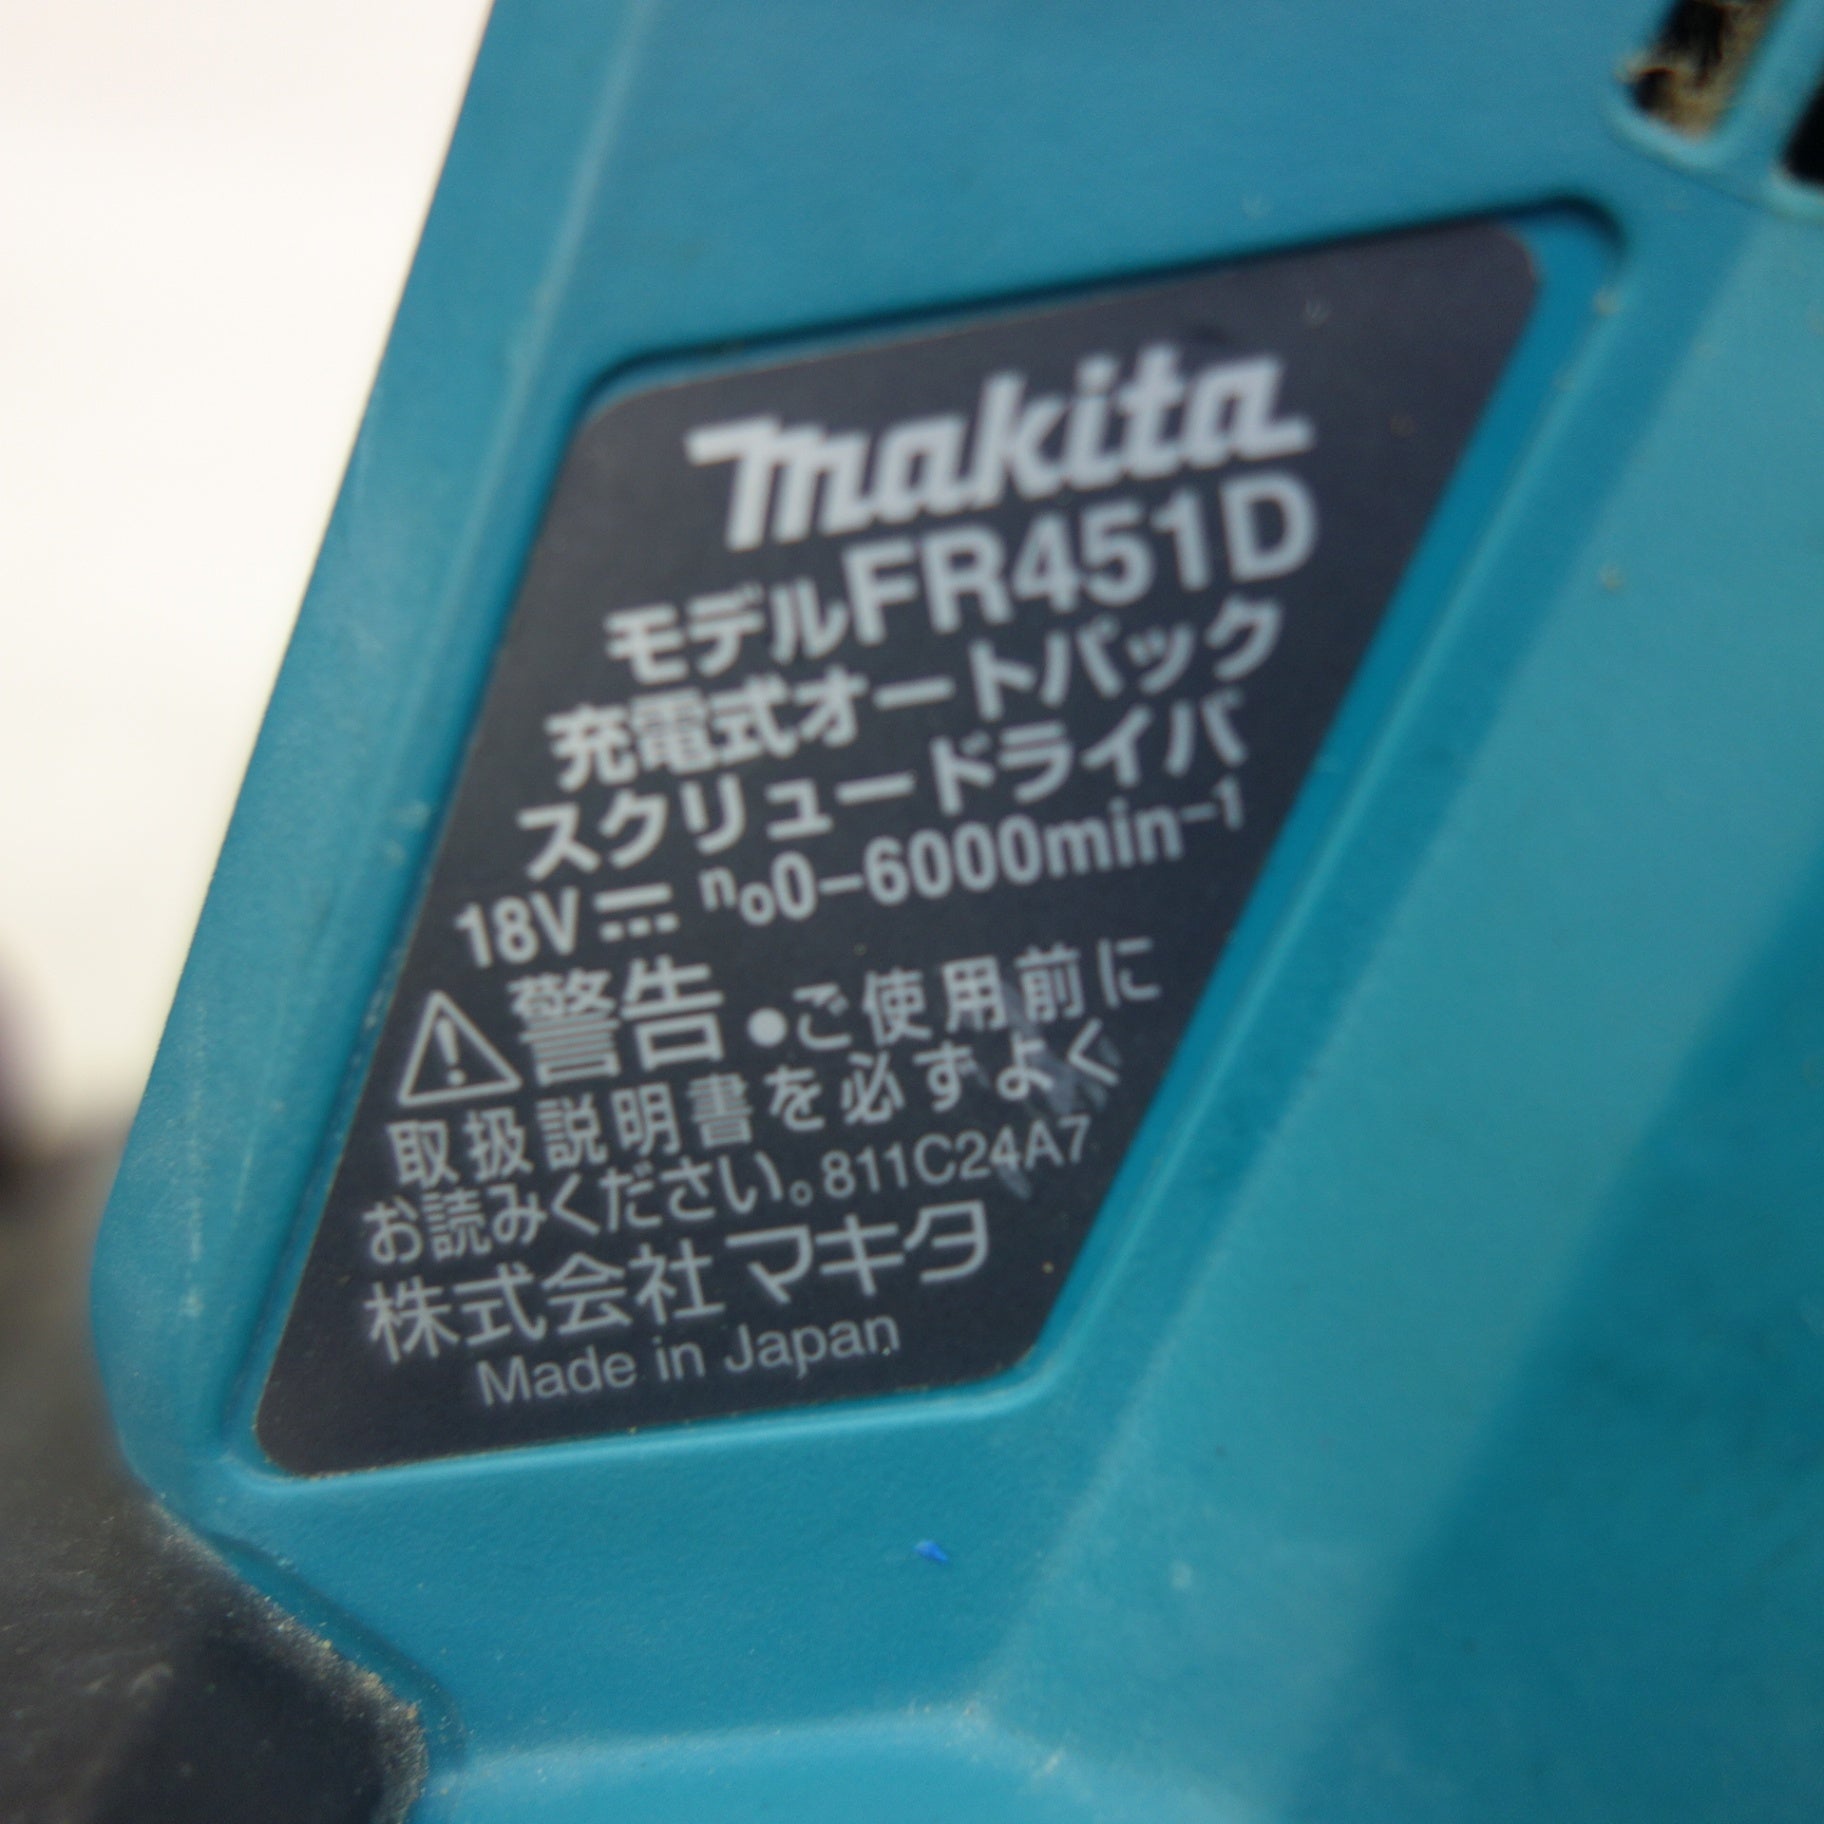 makita
モデルFR451D
充電式オートパック
スクリュードライバ
18V⎓ n₀0-6000min⁻¹
⚠警告●ご使用前に
取扱説明書を必ずよく
お読みください。811C24A7
株式会社マキタ
Made in Japan